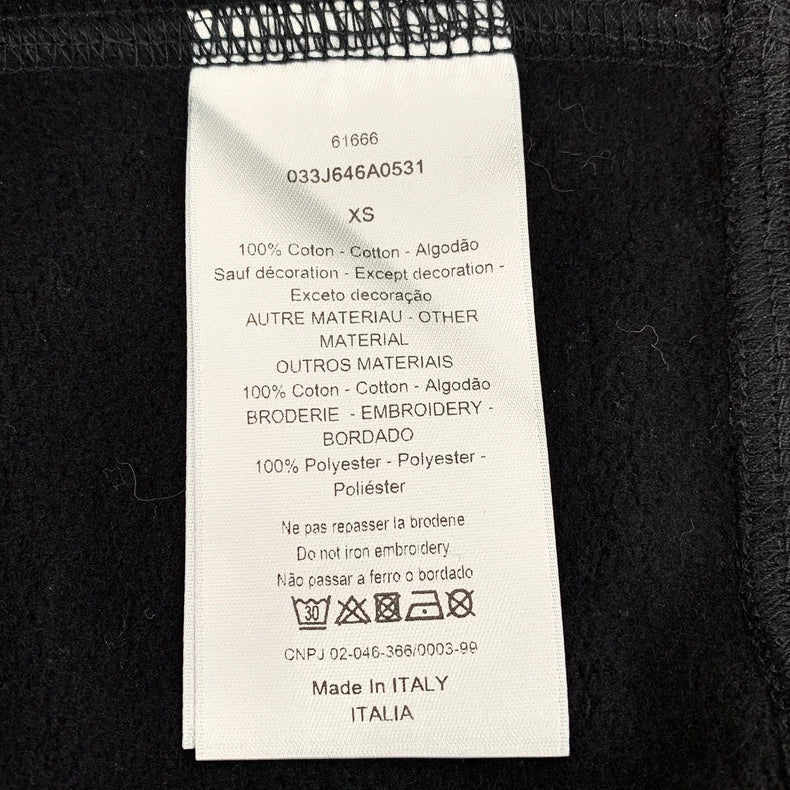 61666
033J646A0531
XS
100% Coton - Cotton - Algodão
Sauf décoration - Except decoration -
Exceto decoração
AUTRE MATERIAU - OTHER
MATERIAL
OUTROS MATERIAIS
100% Coton - Cotton - Algodão
BRODERIE - EMBROIDERY -
BORDADO
100% Polyester - Polyester -
Poliéster
Ne pas repasser la broderie
Do not iron embroidery
Não passar a ferro o bordado
30
CNPJ 02-046-366/0003-99
Made In ITALY
ITALIA